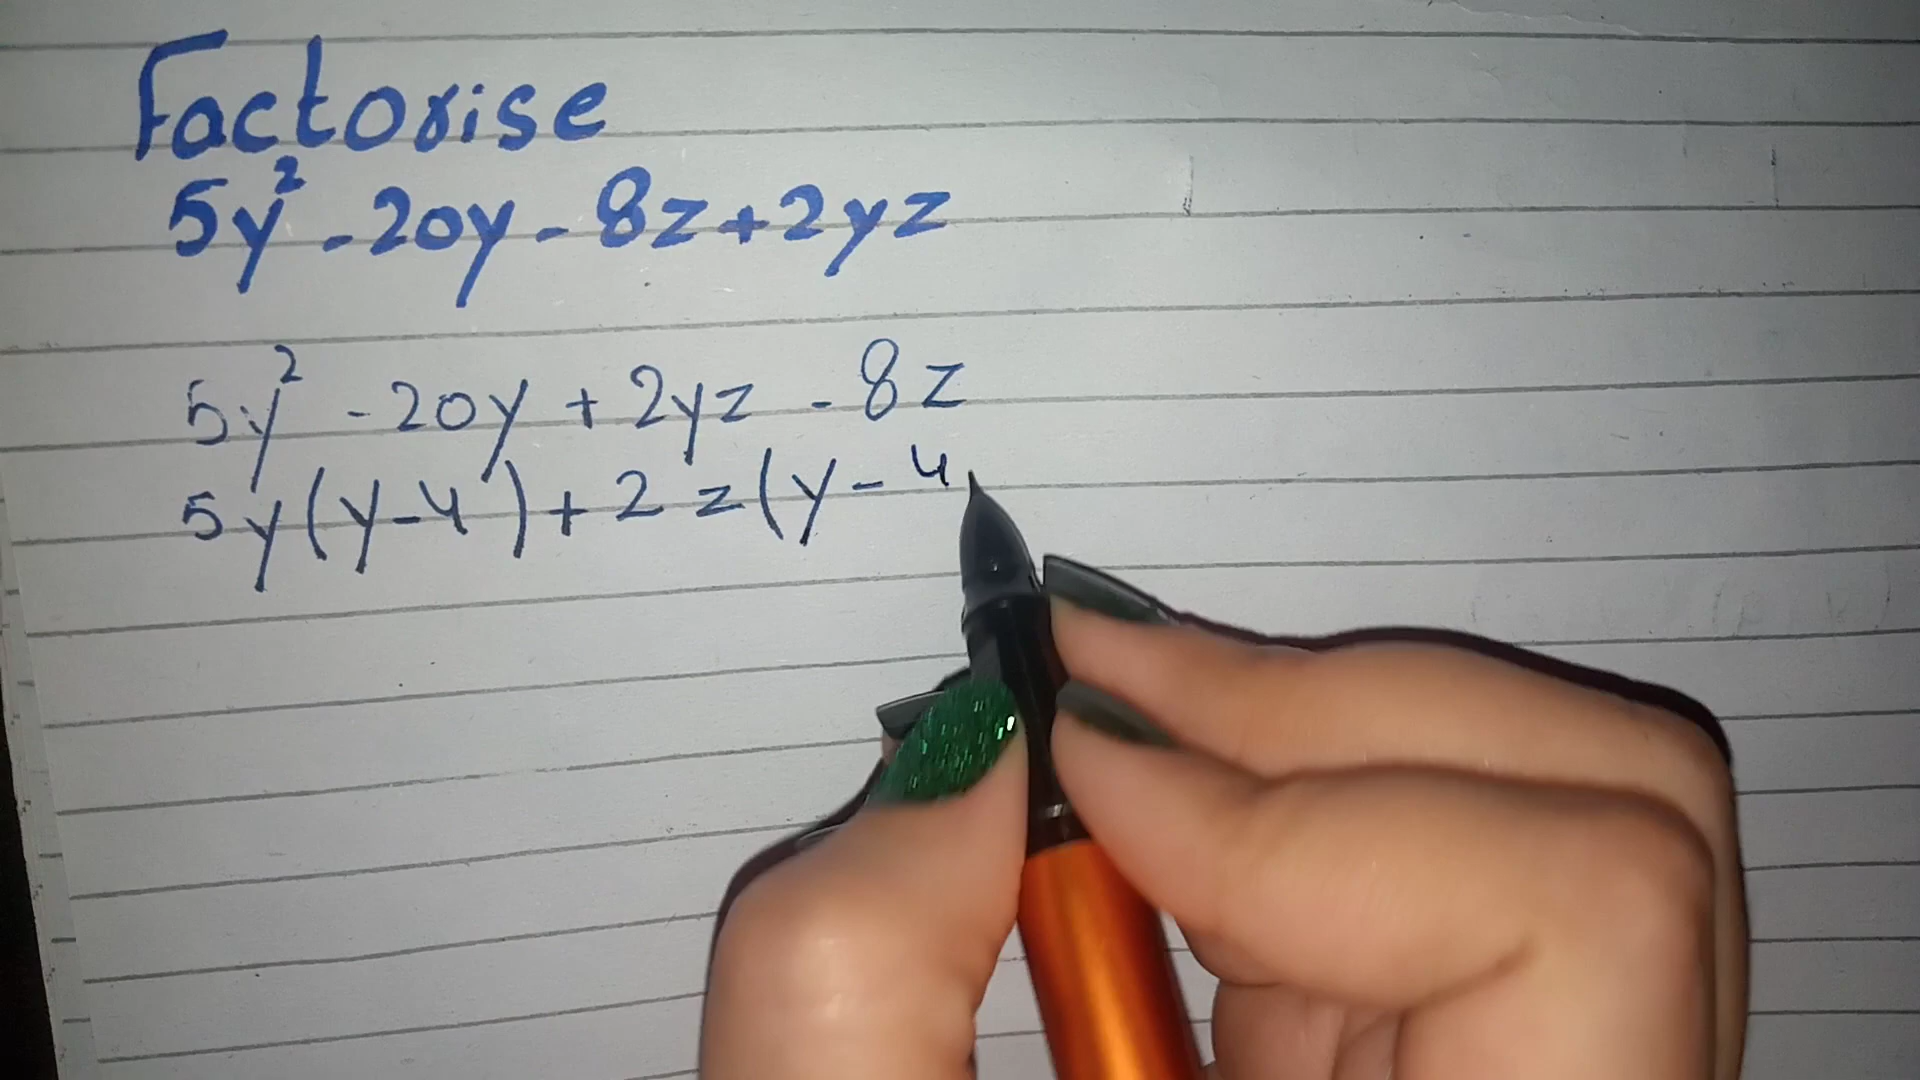 Factorise
5y² - 20y - 8z + 2yz
5y² - 20y + 2yz - 8z
5y(y-4) + 2z(y-4